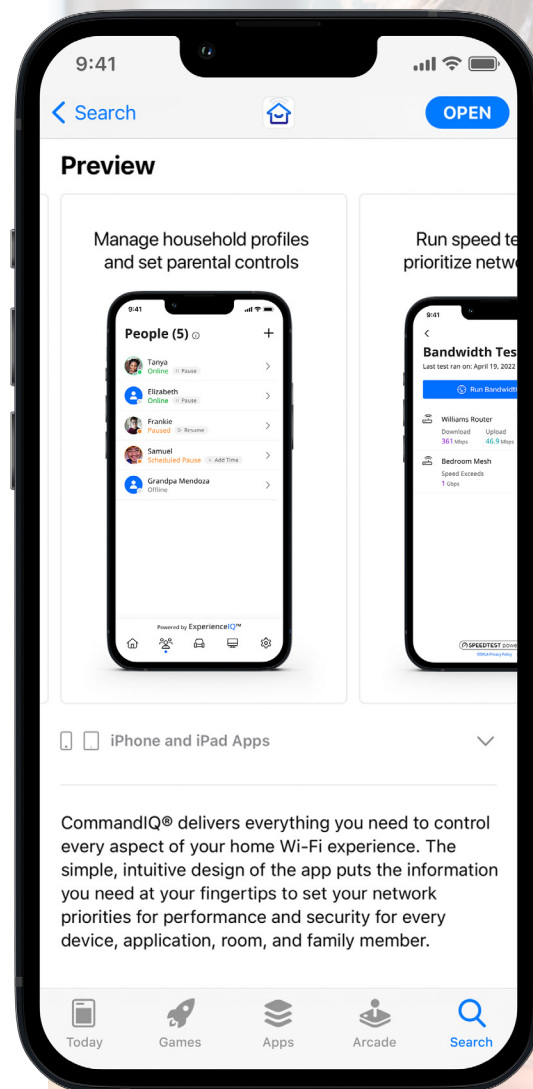 9:41
Search
OPEN
Preview
Manage household profiles
and set parental controls
9:41
People (5)
Tanya
Online Pause
Elizabeth
Online Pause
Frankie
Paused Resume
Samuel
Scheduled Pause + Add Time
Grandpa Mendoza
Offline
Powered by ExperienceIQ™
Run speed te
prioritize netw
9:41
Bandwidth Tes
Last test ran on: April 19, 2022
Run Bandwidth
Williams Router
Download Upload
361 Mbps 46.9 Mbps
Bedroom Mesh
Speed Exceeds
1 Gbps
SPEEDTEST powe
OOKLA Privacy Policy
iPhone and iPad Apps
CommandIQ® delivers everything you need to control
every aspect of your home Wi-Fi experience. The
simple, intuitive design of the app puts the information
you need at your fingertips to set your network
priorities for performance and security for every
device, application, room, and family member.
Today
Games
Apps
Arcade
Search